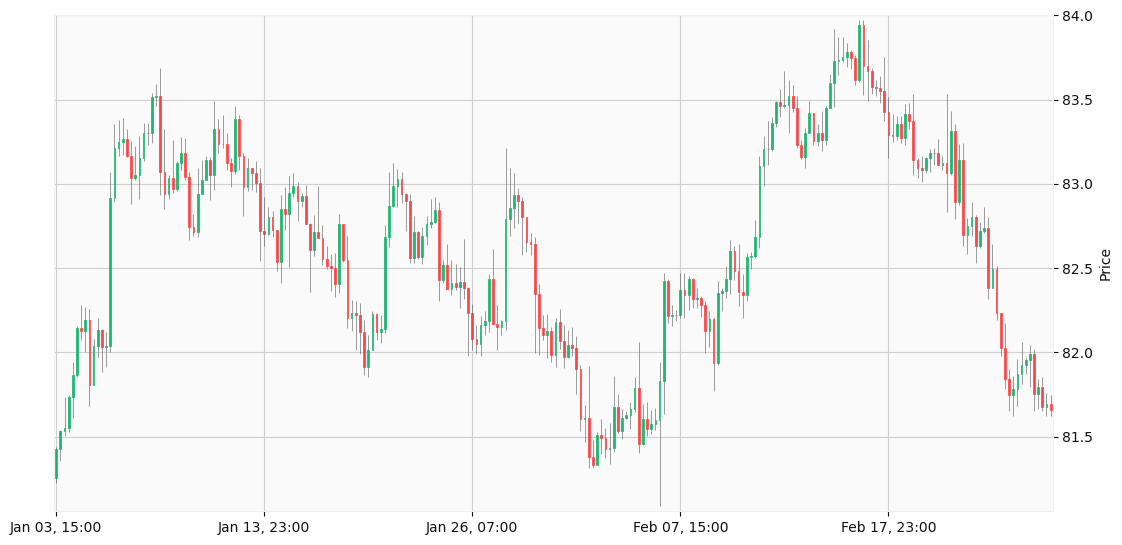 84.0
83.5
83.0
82.5
82.0
81.5
Price
Jan 03, 15:00
Jan 13, 23:00
Jan 26, 07:00
Feb 07, 15:00
Feb 17, 23:00